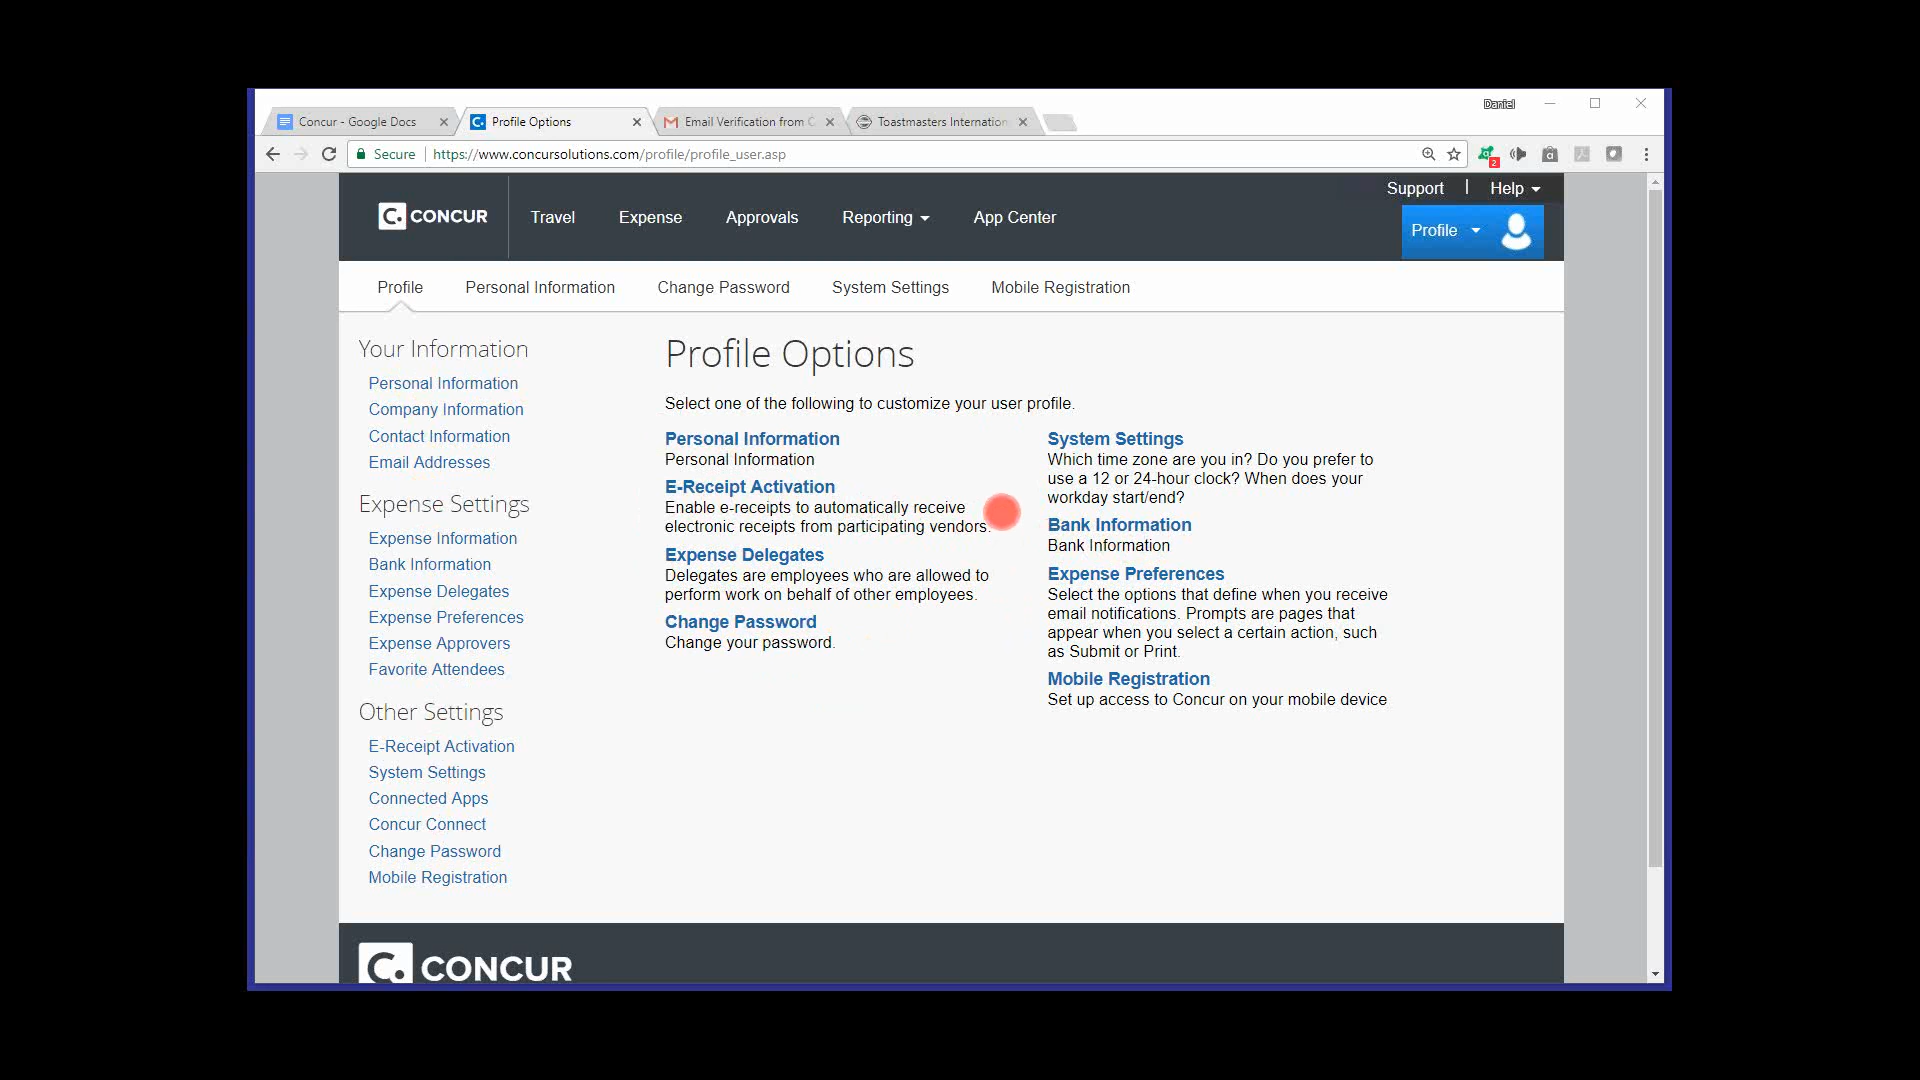 Daniel
Concur - Google Docs
Profile Options
Email Verification from C
Toastmasters Internation
Secure
https://www.concursolutions.com/profile/profile_user.asp
2
Support | Help
C. CONCUR
Travel
Expense
Approvals
Reporting
App Center
Profile
Profile
Personal Information
Change Password
System Settings
Mobile Registration
Your Information
Personal Information
Company Information
Contact Information
Email Addresses
Expense Settings
Expense Information
Bank Information
Expense Delegates
Expense Preferences
Expense Approvers
Favorite Attendees
Other Settings
E-Receipt Activation
System Settings
Connected Apps
Concur Connect
Change Password
Mobile Registration
Profile Options
Select one of the following to customize your user profile.
Personal Information
Personal Information
E-Receipt Activation
Enable e-receipts to automatically receive
electronic receipts from participating vendors.
Expense Delegates
Delegates are employees who are allowed to
perform work on behalf of other employees.
Change Password
Change your password.
System Settings
Which time zone are you in? Do you prefer to
use a 12 or 24-hour clock? When does your
workday start/end?
Bank Information
Bank Information
Expense Preferences
Select the options that define when you receive
email notifications. Prompts are pages that
appear when you select a certain action, such
as Submit or Print.
Mobile Registration
Set up access to Concur on your mobile device
C. CONCUR